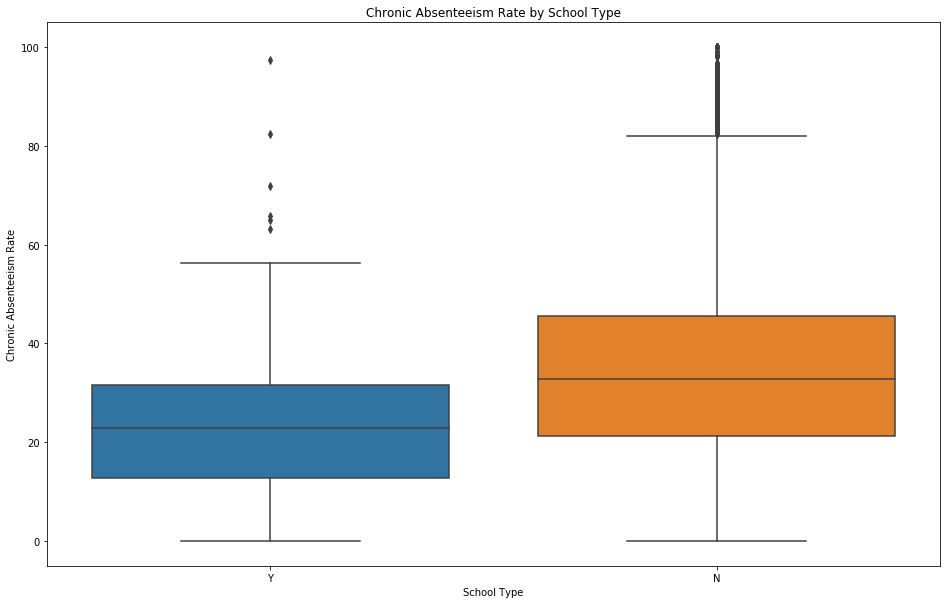 Chronic Absenteeism Rate by School Type
100
80
60
40
20
0
Chronic Absenteeism Rate
Y
N
School Type